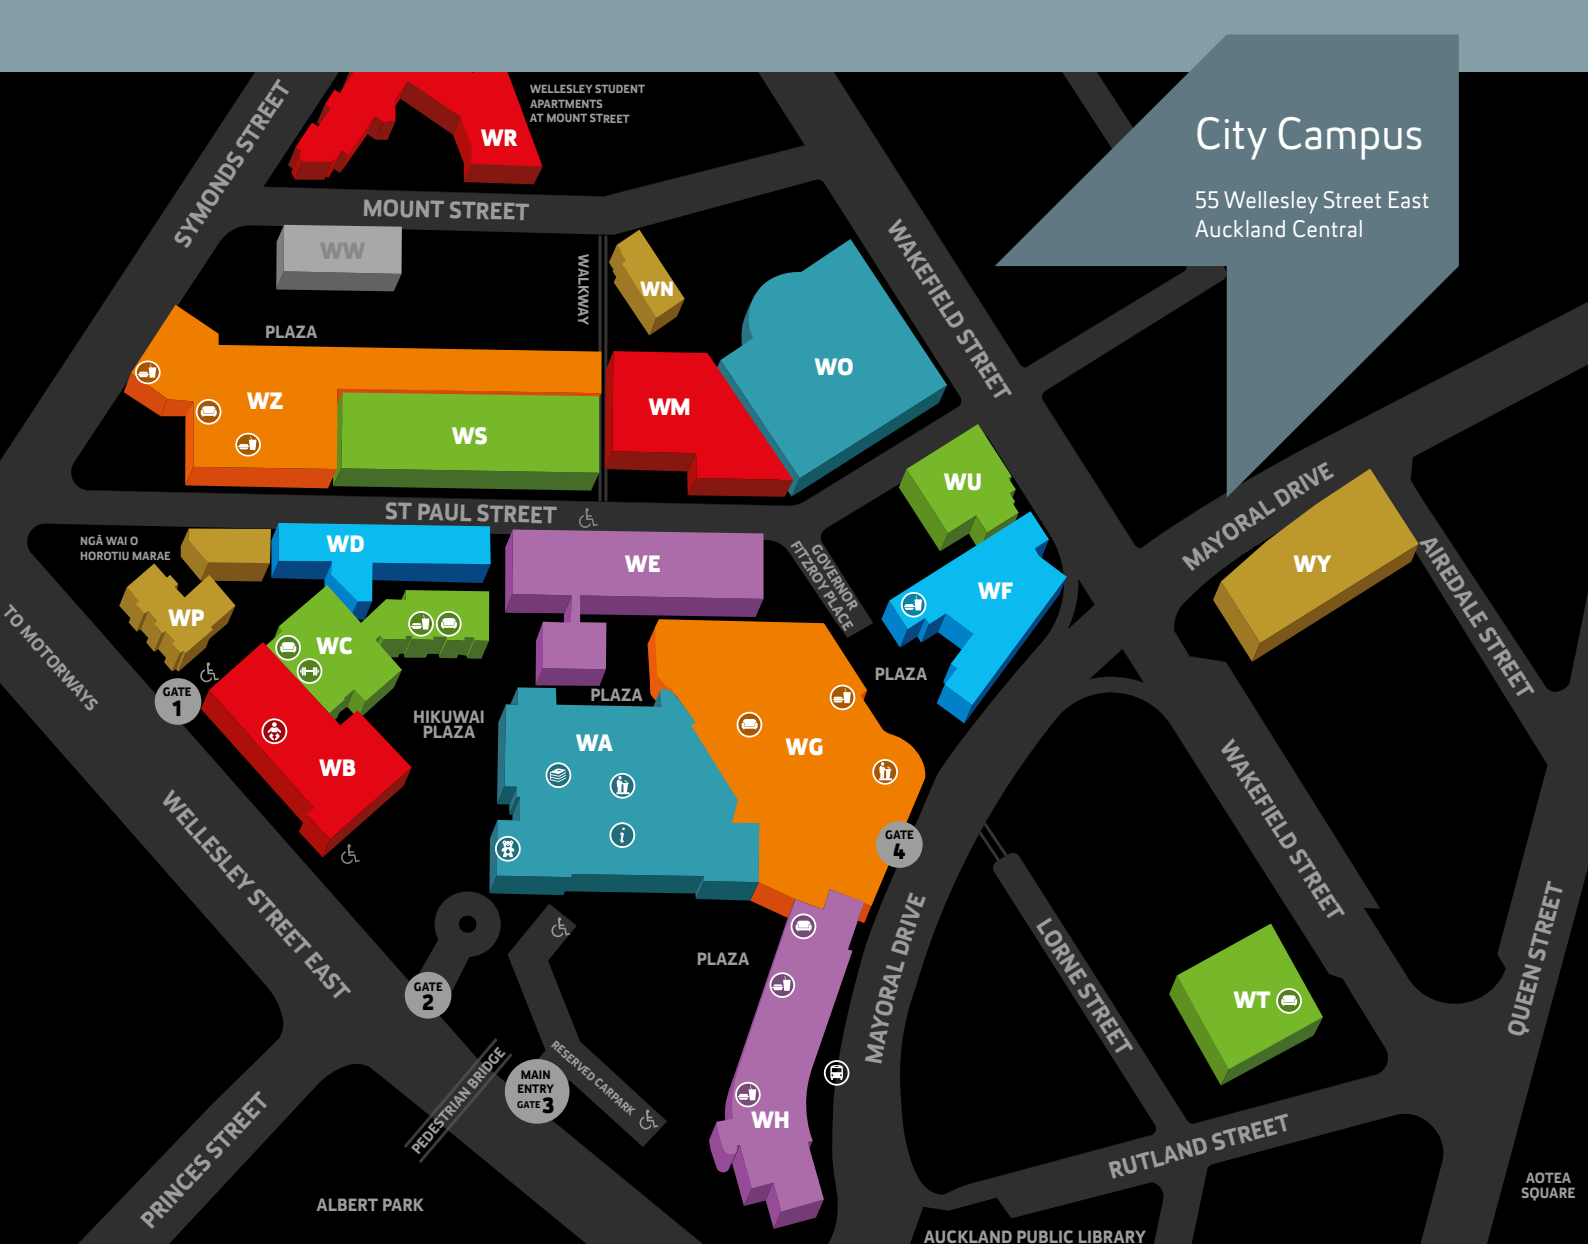 City Campus
55 Wellesley Street East
Auckland Central
WELLESLEY STUDENT
APARTMENTS
AT MOUNT STREET
WR
SYMONDS STREET
MOUNT STREET
WW
WALKWAY
WN
WAKEFIELD STREET
PLAZA
WZ
WS
WM
WO
WU
ST PAUL STREET
MAYORAL DRIVE
WY
AIREDALE STREET
NGĀ WAI O
HOROTIU MARAE
WD
WE
GOVERNOR
FITZROY PLACE
WF
WP
WC
TO MOTORWAYS
GATE
1
PLAZA
PLAZA
HIKUWAI
PLAZA
WA
WG
WB
i
WELLESLEY STREET EAST
GATE
4
WAKEFIELD STREET
QUEEN STREET
MAYORAL DRIVE
LORNE STREET
PLAZA
GATE
2
WT
PEDESTRIAN BRIDGE
MAIN
ENTRY
GATE 3
RESERVED CARPARK
WH
RUTLAND STREET
PRINCES STREET
ALBERT PARK
AOTEA
SQUARE
AUCKLAND PUBLIC LIBRARY